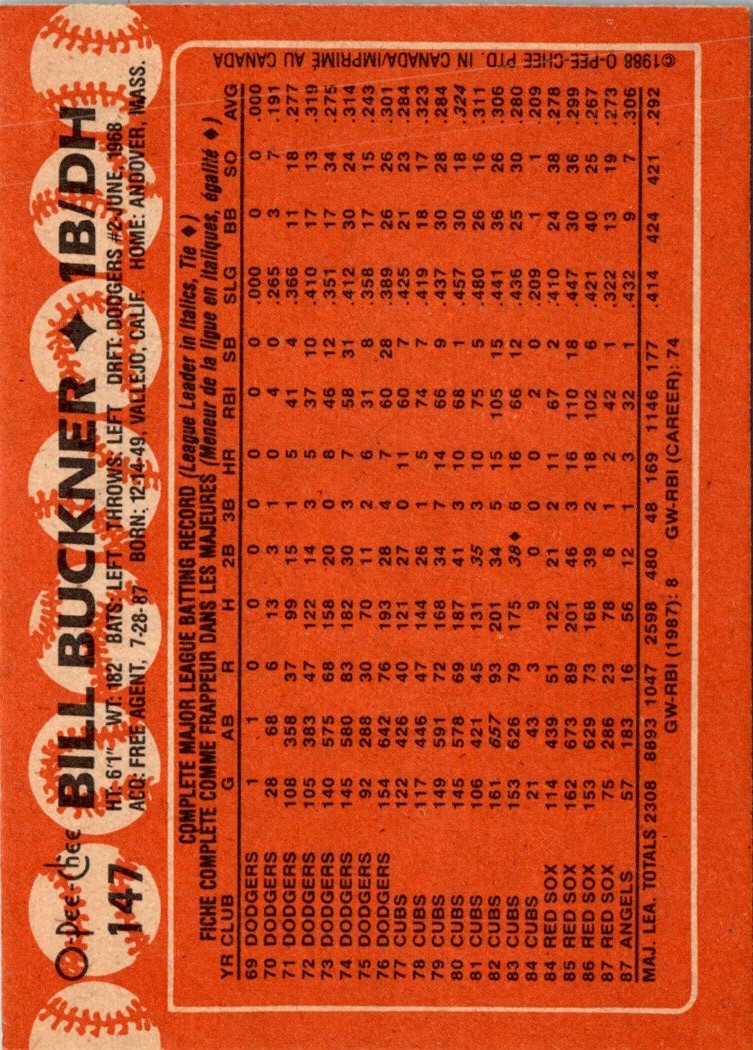 O-Pee-Chee
147
BILL BUCKNER ♦ 1B/DH
HT: 6'1" WT: 182 BATS: LEFT THROWS: LEFT DRFT: DODGERS #2-JUNE, 1968
ACQ: FREE AGENT, 7-28-87 BORN: 12-14-49, VALLEJO, CALIF. HOME: ANDOVER, MASS.
COMPLETE MAJOR LEAGUE BATTING RECORD (League Leader in Italics, Tie ♦)
FICHE COMPLÈTE COMME FRAPPEUR DANS LES MAJEURES (Meneur de la ligue en italiques, égalité ♦)
YR CLUB G AB R H 2B 3B HR RBI SB SLG BB SO AVG
69 DODGERS 1 1 0 0 0 0 0 0 0 .000 0 0 .000
70 DODGERS 28 68 6 13 3 1 0 4 0 .265 3 7 .191
71 DODGERS 108 358 37 99 15 1 5 41 4 .366 11 18 .277
72 DODGERS 105 383 47 122 14 3 5 37 10 .410 17 13 .319
73 DODGERS 140 575 68 158 20 0 8 46 12 .351 17 34 .275
74 DODGERS 145 580 83 182 30 3 7 58 31 .412 30 24 .314
75 DODGERS 92 288 30 70 11 2 6 31 8 .358 17 15 .243
76 DODGERS 154 642 76 193 28 4 7 60 28 .389 26 26 .301
77 CUBS 122 426 40 121 27 0 11 60 7 .425 21 23 .284
78 CUBS 117 446 47 144 26 1 5 74 7 .419 18 17 .323
79 CUBS 149 591 72 168 34 7 14 66 9 .437 30 28 .284
80 CUBS 145 578 69 187 41 3 10 68 1 .457 30 18 .324
81 CUBS 106 421 45 131 35 3 10 75 5 .480 26 16 .311
82 CUBS 161 657 93 201 34 5 15 105 15 .441 36 26 .306
83 CUBS 153 626 79 175 38♦ 6 16 66 12 .436 25 30 .280
84 CUBS 21 43 3 9 0 0 0 2 0 .209 1 1 .209
84 RED SOX 114 439 51 122 21 2 11 67 2 .410 24 38 .278
85 RED SOX 162 673 89 201 46 3 16 110 18 .447 30 36 .299
86 RED SOX 153 629 73 168 39 2 18 102 6 .421 40 25 .267
87 RED SOX 75 286 23 78 6 1 2 42 1 .322 13 19 .273
87 ANGELS 57 183 16 56 12 1 3 32 1 .432 9 7 .306
MAJ. LEA. TOTALS 2308 8893 1047 2598 480 48 169 1146 177 .414 424 421 .292
GW-RBI (1987): 8 GW-RBI (CAREER): 74
©1988 O-PEE-CHEE PTD. IN CANADA/IMPRIMÉ AU CANADA